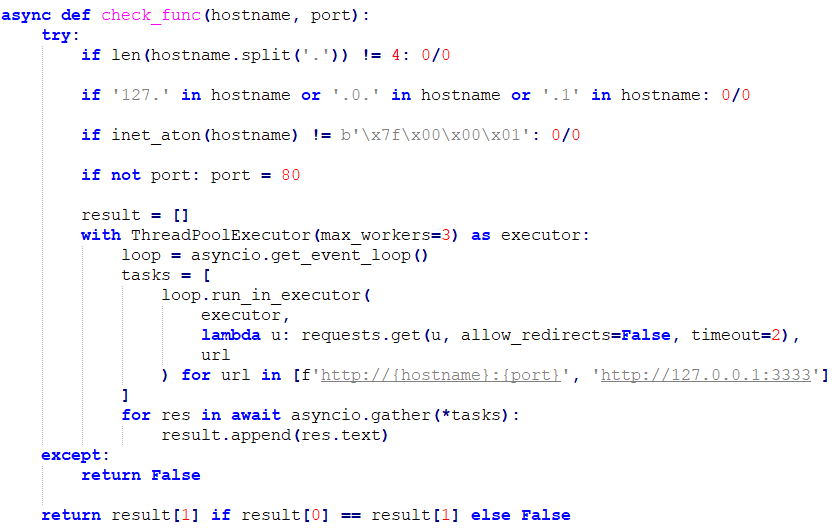 async def check_func(hostname, port):
    try:
        if len(hostname.split('.')) != 4: 0/0

        if '127.' in hostname or '.0.' in hostname or '.1' in hostname: 0/0

        if inet_aton(hostname) != b'\x7f\x00\x00\x01': 0/0

        if not port: port = 80

        result = []
        with ThreadPoolExecutor(max_workers=3) as executor:
            loop = asyncio.get_event_loop()
            tasks = [
                loop.run_in_executor(
                    executor,
                    lambda u: requests.get(u, allow_redirects=False, timeout=2),
                    url
                ) for url in [f'http://{hostname}:{port}', 'http://127.0.0.1:3333']
            ]
            for res in await asyncio.gather(*tasks):
                result.append(res.text)
    except:
        return False

    return result[1] if result[0] == result[1] else False